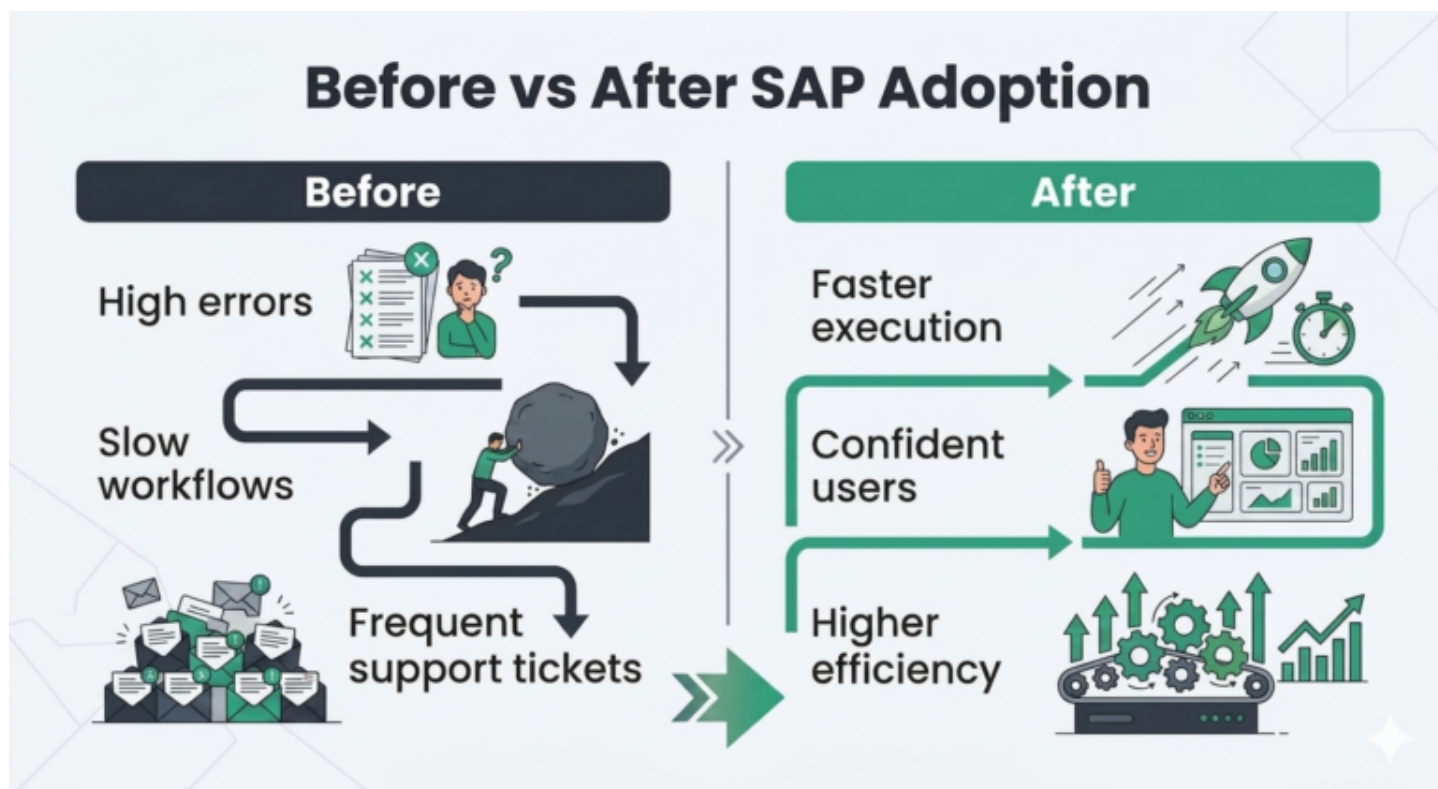 Before vs After SAP Adoption
Before
High errors
Slow
workflows
Frequent
support tickets
After
Faster
execution
Confident
users
Higher
efficiency